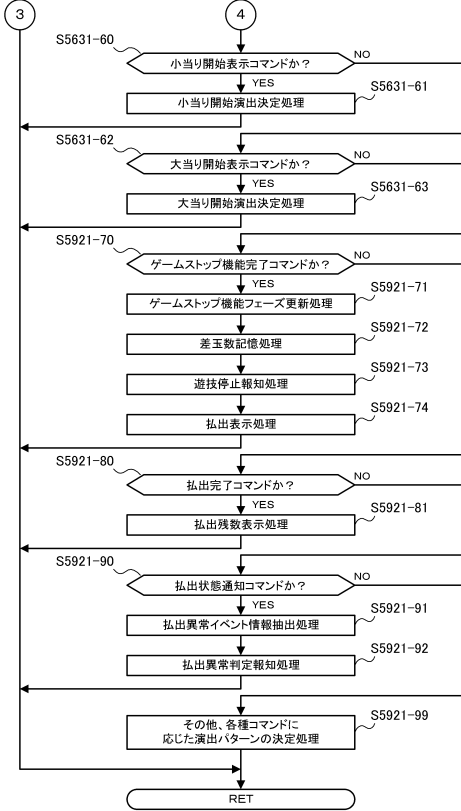 3
4
S5631-60
小当り開始表示コマンドか？
NO
YES
S5631-61
小当り開始演出決定処理
S5631-62
大当り開始表示コマンドか？
NO
YES
S5631-63
大当り開始演出決定処理
S5921-70
ゲームストップ機能完了コマンドか？
NO
YES
S5921-71
ゲームストップ機能フェーズ更新処理
S5921-72
差玉数記憶処理
S5921-73
遊技停止報知処理
S5921-74
払出表示処理
S5921-80
払出完了コマンドか？
NO
YES
S5921-81
払出残数表示処理
S5921-90
払出状態通知コマンドか？
NO
YES
S5921-91
払出異常イベント情報抽出処理
S5921-92
払出異常判定報知処理
S5921-99
その他、各種コマンドに
応じた演出パターンの決定処理
RET